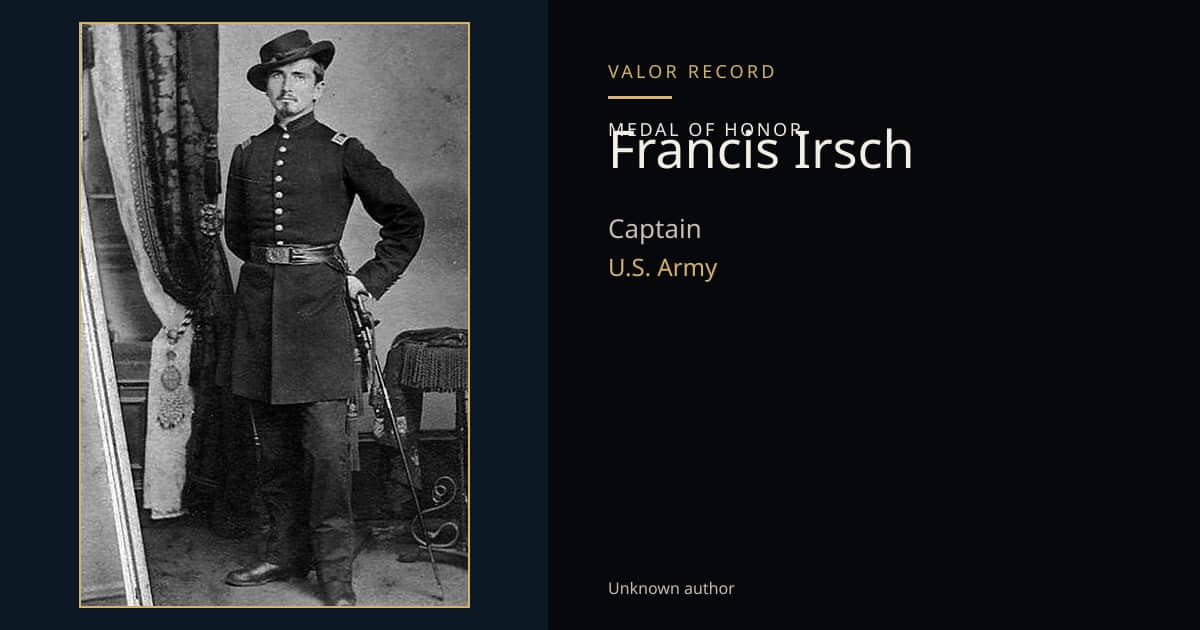 VALOR RECORD
MEDAL OF HONOR
Francis Irsch
Captain
U.S. Army
Unknown author